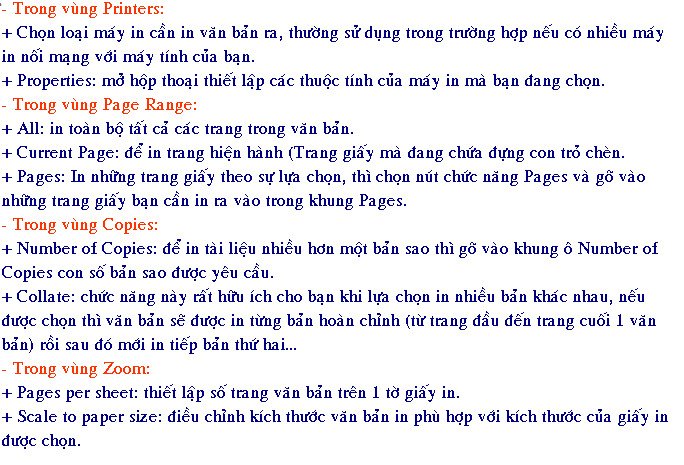 - Trong vùng Printers:
+ Chọn loại máy in cần in văn bản ra, thường sử dụng trong trường hợp nếu có nhiều máy
in nối mạng với máy tính của bạn.
+ Properties: mở hộp thoại thiết lập các thuộc tính của máy in mà bạn đang chọn.
- Trong vùng Page Range:
+ All: in toàn bộ tất cả các trang trong văn bản.
+ Current Page: để in trang hiện hành (Trang giấy mà đang chứa đựng con trỏ chèn.
+ Pages: In những trang giấy theo sự lựa chọn, thì chọn nút chức năng Pages và gõ vào
những trang giấy bạn cần in ra vào trong khung Pages.
- Trong vùng Copies:
+ Number of Copies: để in tài liệu nhiều hơn một bản sao thì gõ vào khung ô Number of
Copies con số bản sao được yêu cầu.
+ Collate: chức năng này rất hữu ích cho bạn khi lựa chọn in nhiều bản khác nhau, nếu
được chọn thì văn bản sẽ được in từng bản hoàn chỉnh (từ trang đầu đến trang cuối 1 văn
bản) rồi sau đó mới in tiếp bản thứ hai...
- Trong vùng Zoom:
+ Pages per sheet: thiết lập số trang văn bản trên 1 tờ giấy in.
+ Scale to paper size: điều chỉnh kích thước văn bản in phù hợp với kích thước của giấy in
được chọn.